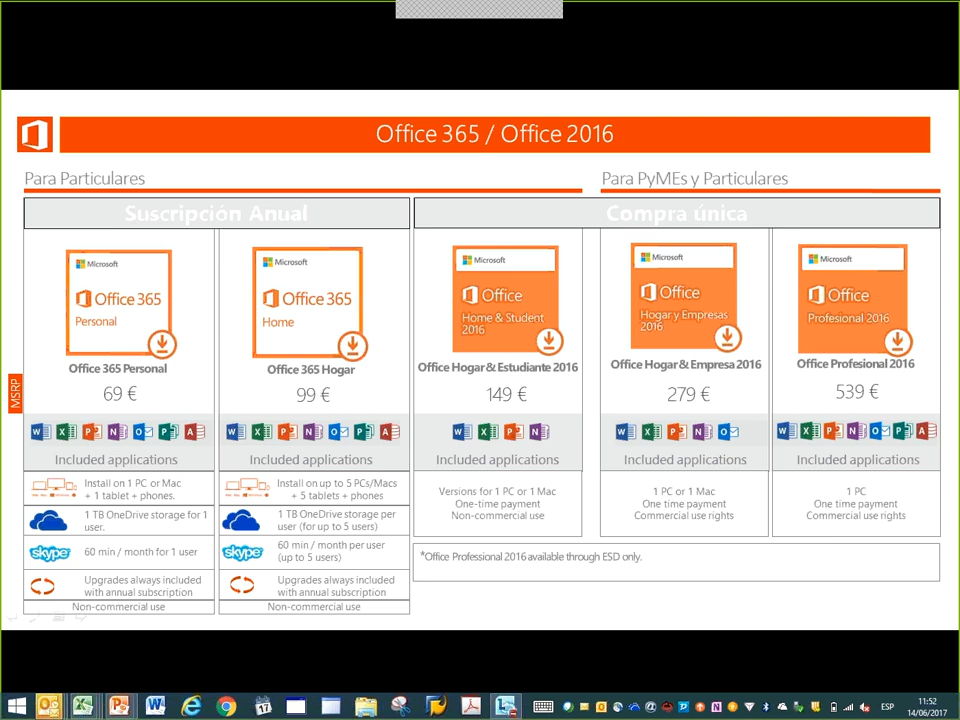 Office 365 / Office 2016
Para Particulares
Para PyMEs y Particulares
Suscripción Anual
Compra única
Microsoft
Office 365
Personal
Microsoft
Office 365
Home
Microsoft
Office
Home & Student
2016
Microsoft
Office
Hogar y Empresas
2016
Microsoft
Office
Profesional 2016
Office 365 Personal
Office 365 Hogar
Office Hogar & Estudiante 2016
Office Hogar & Empresa 2016
Office Profesional 2016
MSRP
69 €
99 €
149 €
279 €
539 €
Included applications
Included applications
Included applications
Included applications
Included applications
Install on 1 PC or Mac
+ 1 tablet + phones.
Install on up to 5 PCs/Macs
+ 5 tablets + phones
Versions for 1 PC or 1 Mac
One-time payment
Non-commercial use
1 PC or 1 Mac
One time payment
Commercial use rights
1 PC
One time payment
Commercial use rights
1 TB OneDrive storage for 1
user.
1 TB OneDrive storage per
user (for up to 5 users)
skype
60 min / month for 1 user
skype
60 min / month per user
(up to 5 users)
*Office Professional 2016 available through ESD only.
Upgrades always included
with annual subscription
Upgrades always included
with annual subscription
Non-commercial use
Non-commercial use
ESP
11:52
14/06/2017